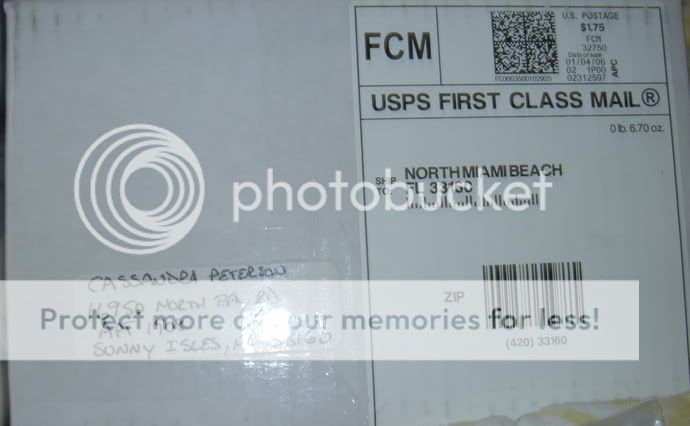 FCM
U.S. POSTAGE
$1.75
FCM
32750
Date of sale
01/04/06
02 1P00
02312597
APC
FC0003500102925
USPS FIRST CLASS MAIL®
0 lb. 6.70 oz.
SHIP TO:
NORTH MIAMI BEACH
FL 33160
photobucket
CASSANDRA PETERSON
NORTH
Protect more of your memories for less!
SUNNY ISLES,
ZIP
(420) 33160